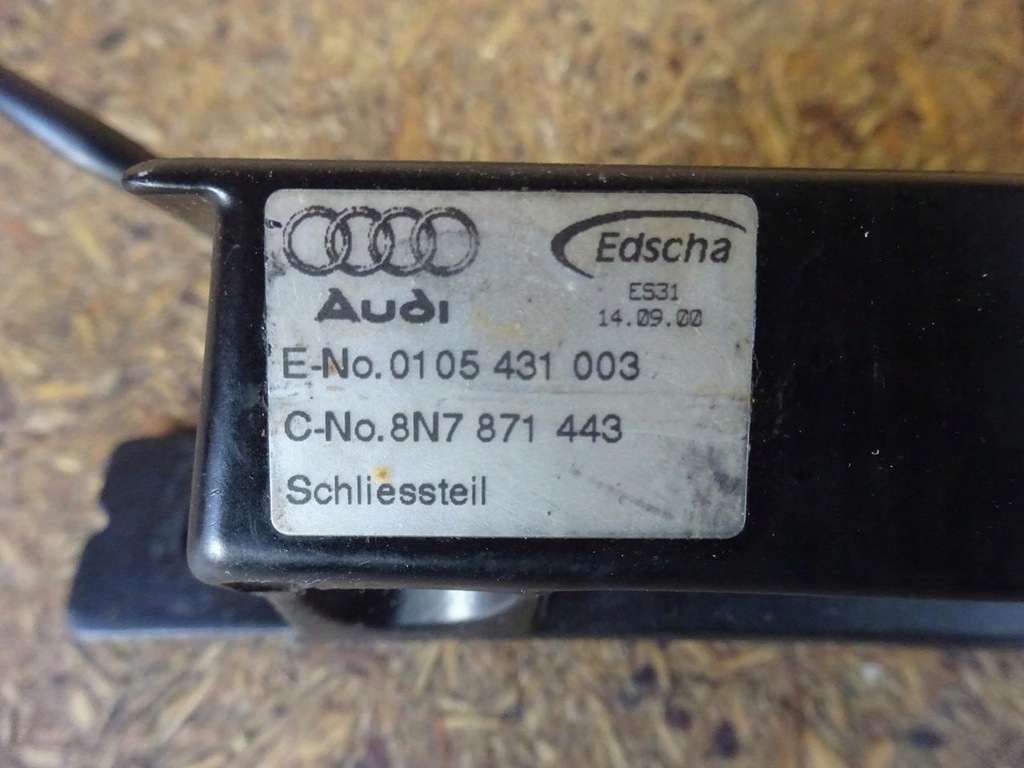 Audi
Edscha
ES31
14.09.00
E-No. 0105 431 003
C-No. 8N7 871 443
Schliessteil